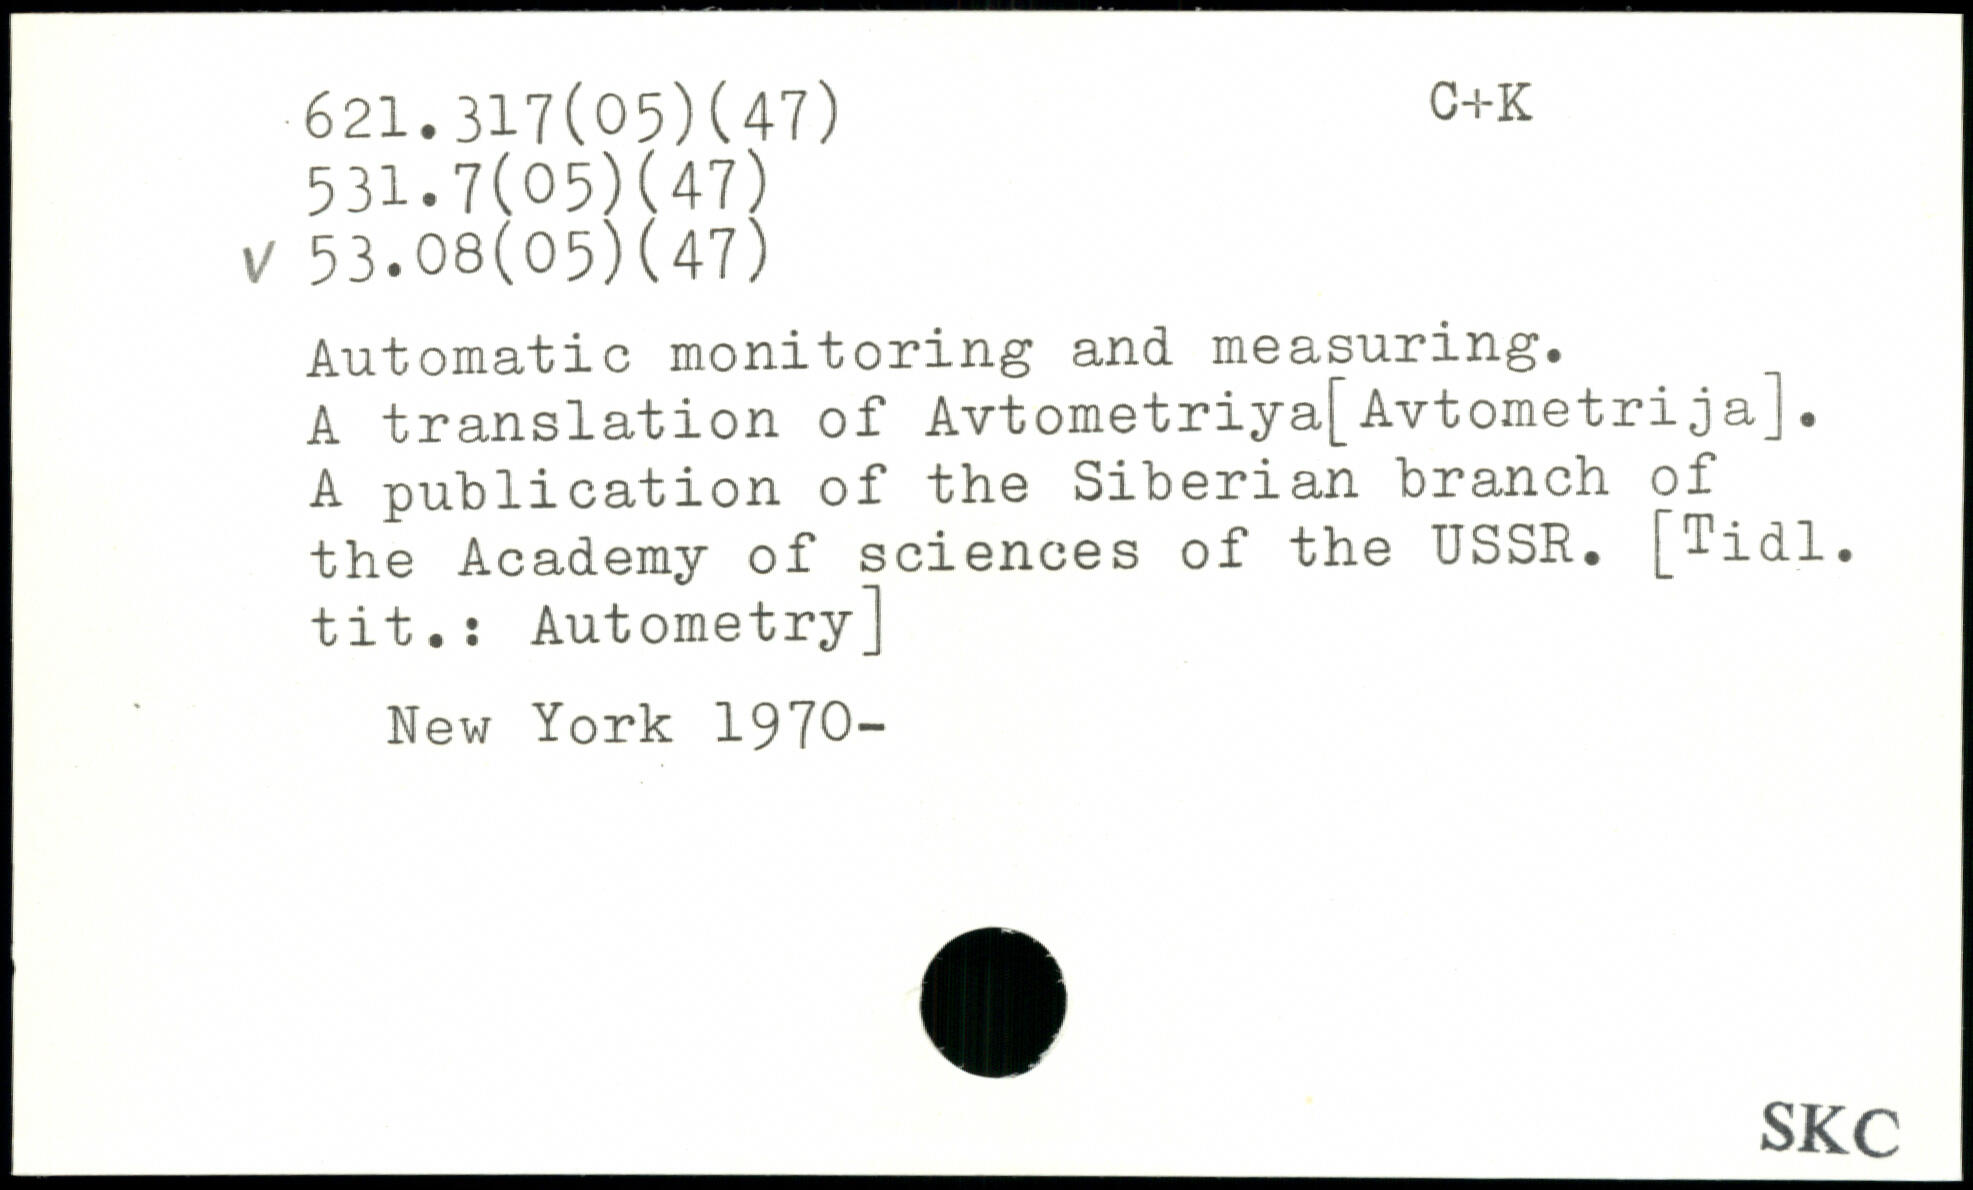 621.317(05)(47) C+K
531.7(05)(47)
v 53.08(05)(47)
Automatic monitoring and measuring.
A translation of Avtometriya[Avtometrija].
A publication of the Siberian branch of
the Academy of sciences of the USSR. [Tidl.
tit.: Autometry]
New York 1970-
SKC